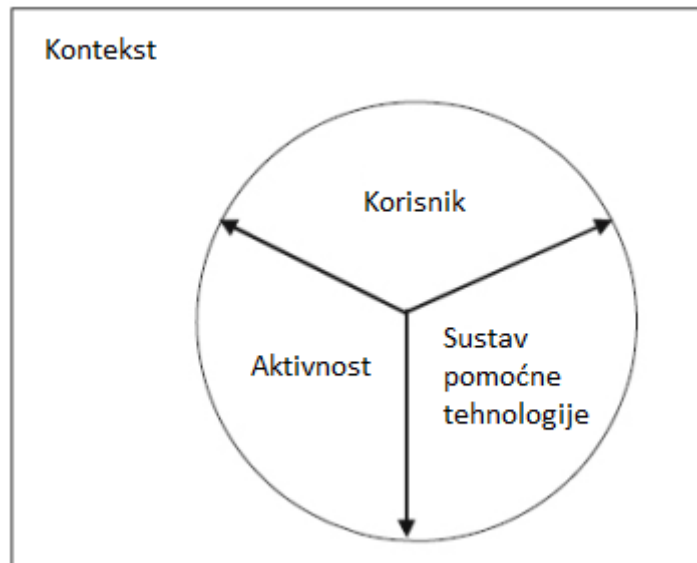 Kontekst
Korisnik
Aktivnost
Sustav
pomoćne
tehnologije